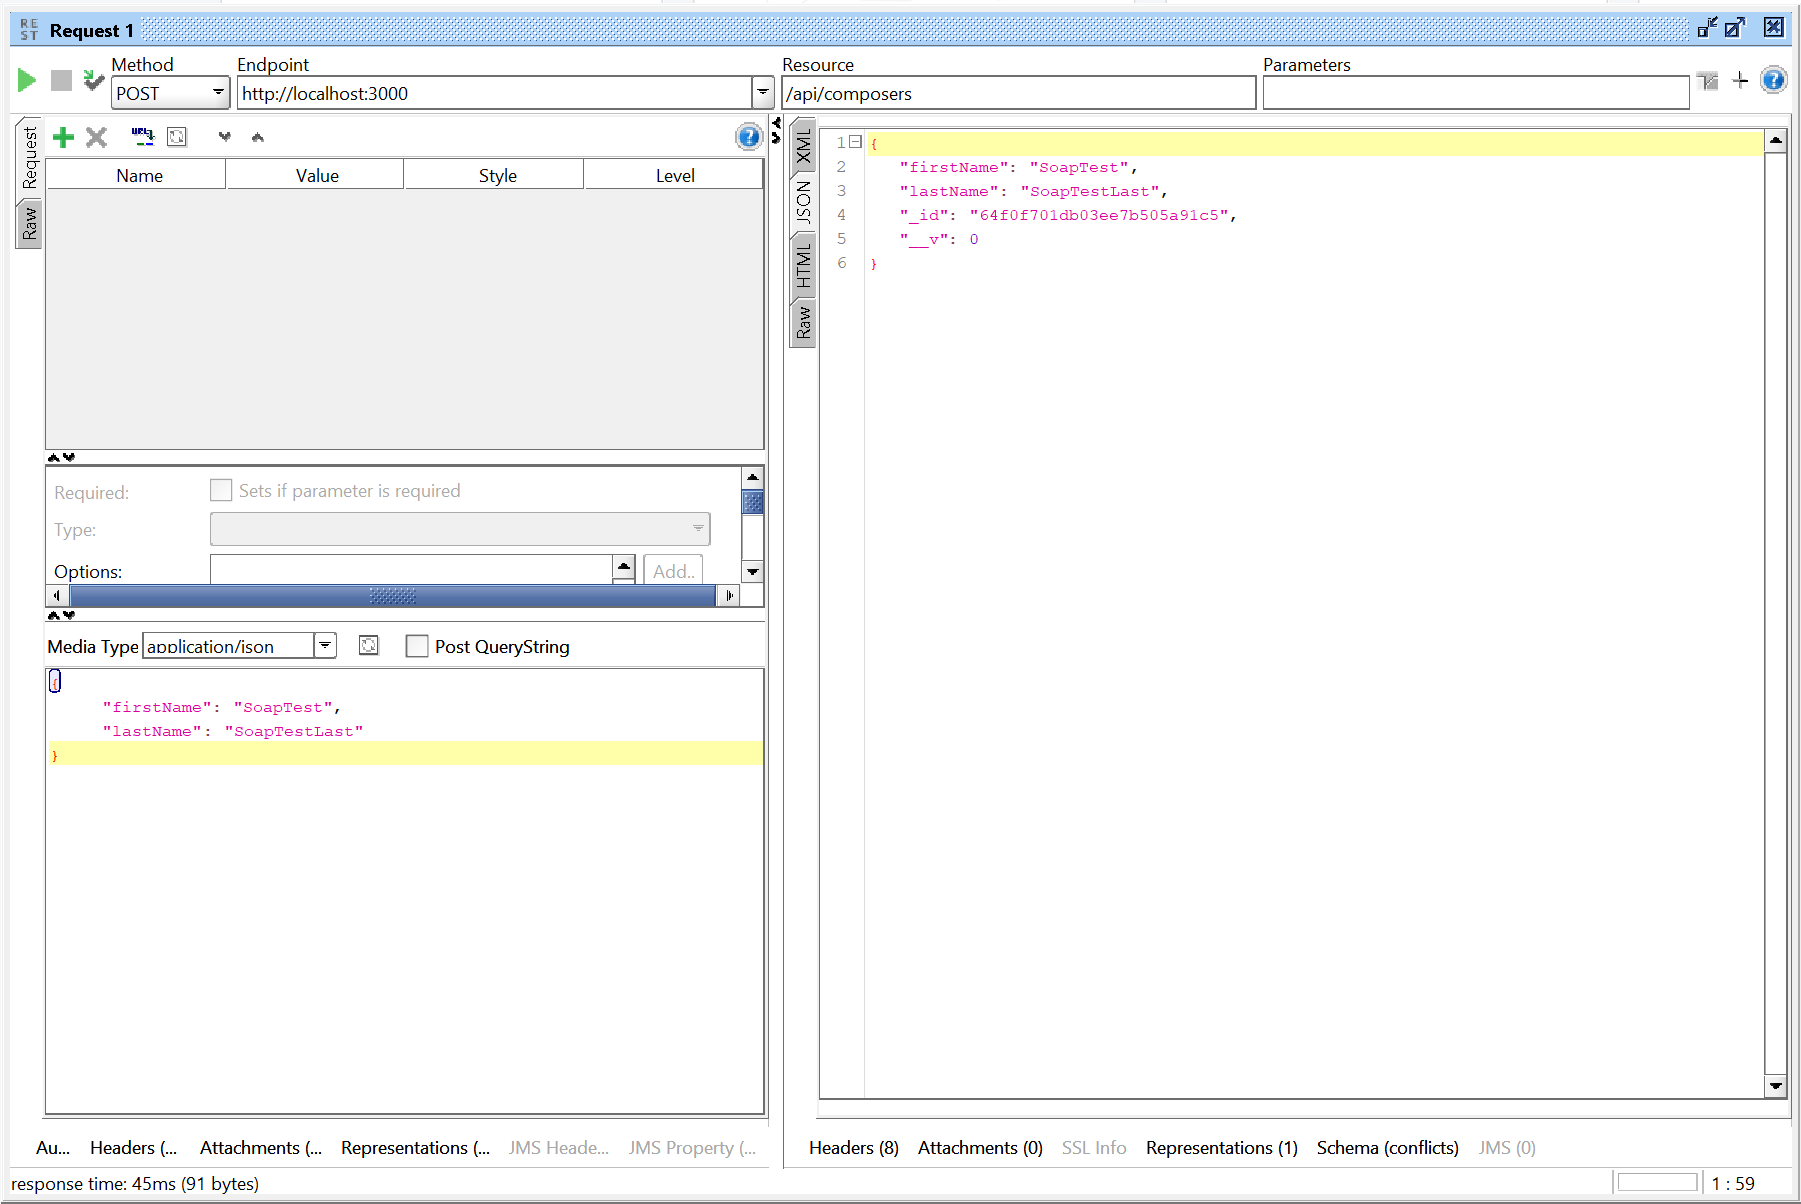 RE
ST
Request 1
Method
Endpoint
Resource
Parameters
POST
http://localhost:3000
/api/composers
Request
Raw
URL
Name
Value
Style
Level
Required:
Sets if parameter is required
Type:
Options:
Add..
Media Type
application/json
Post QueryString
{
"firstName": "SoapTest",
"lastName": "SoapTestLast"
}
XML
JSON
HTML
Raw
1 {
2 "firstName": "SoapTest",
3 "lastName": "SoapTestLast",
4 "_id": "64f0f701db03ee7b505a91c5",
5 "__v": 0
6 }
Au...
Headers (...
Attachments (...
Representations (...
JMS Heade...
JMS Property (...
Headers (8)
Attachments (0)
SSL Info
Representations (1)
Schema (conflicts)
JMS (0)
response time: 45ms (91 bytes)
1 : 59